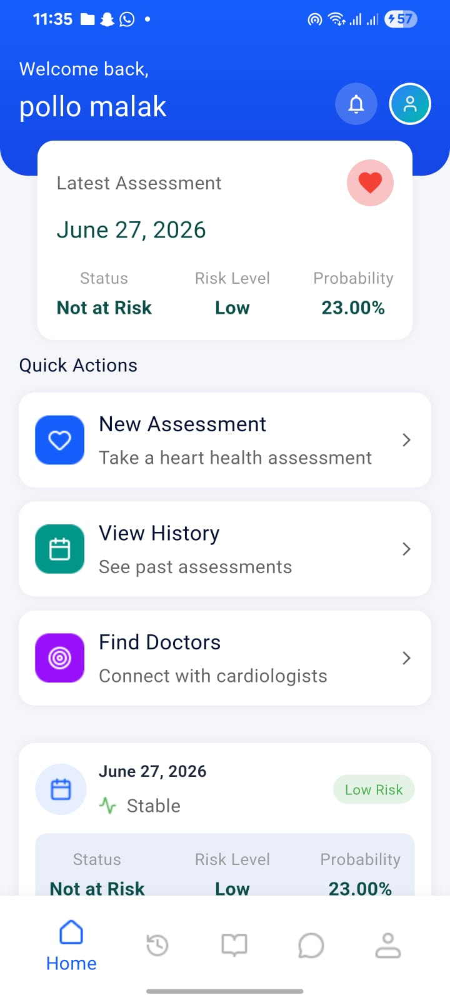 11:35
57
Welcome back,
pollo malak
Latest Assessment
June 27, 2026
Status Risk Level Probability
Not at Risk Low 23.00%
Quick Actions
New Assessment
Take a heart health assessment
View History
See past assessments
Find Doctors
Connect with cardiologists
June 27, 2026
Low Risk
Stable
Status Risk Level Probability
Not at Risk Low 23.00%
Home